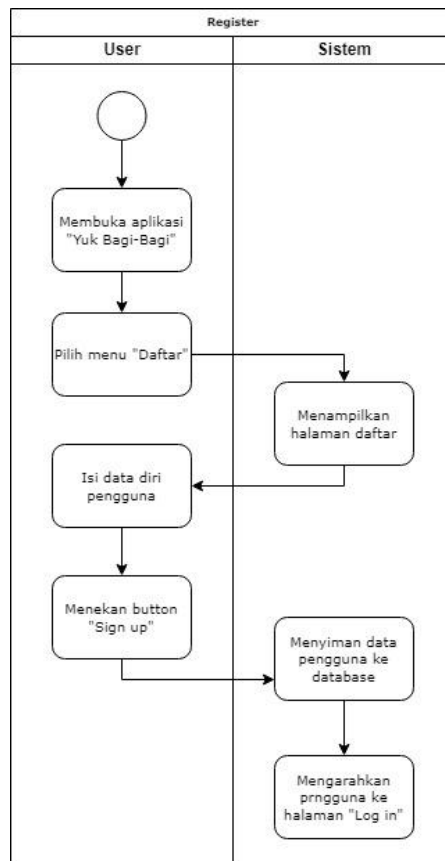 Register
User
Sistem
Membuka aplikasi
"Yuk Bagi-Bagi"
Pilih menu "Daftar"
Menampilkan
halaman daftar
Isi data diri
pengguna
Menekan button
"Sign up"
Menyiman data
pengguna ke
database
Mengarahkan
prngguna ke
halaman "Log in"